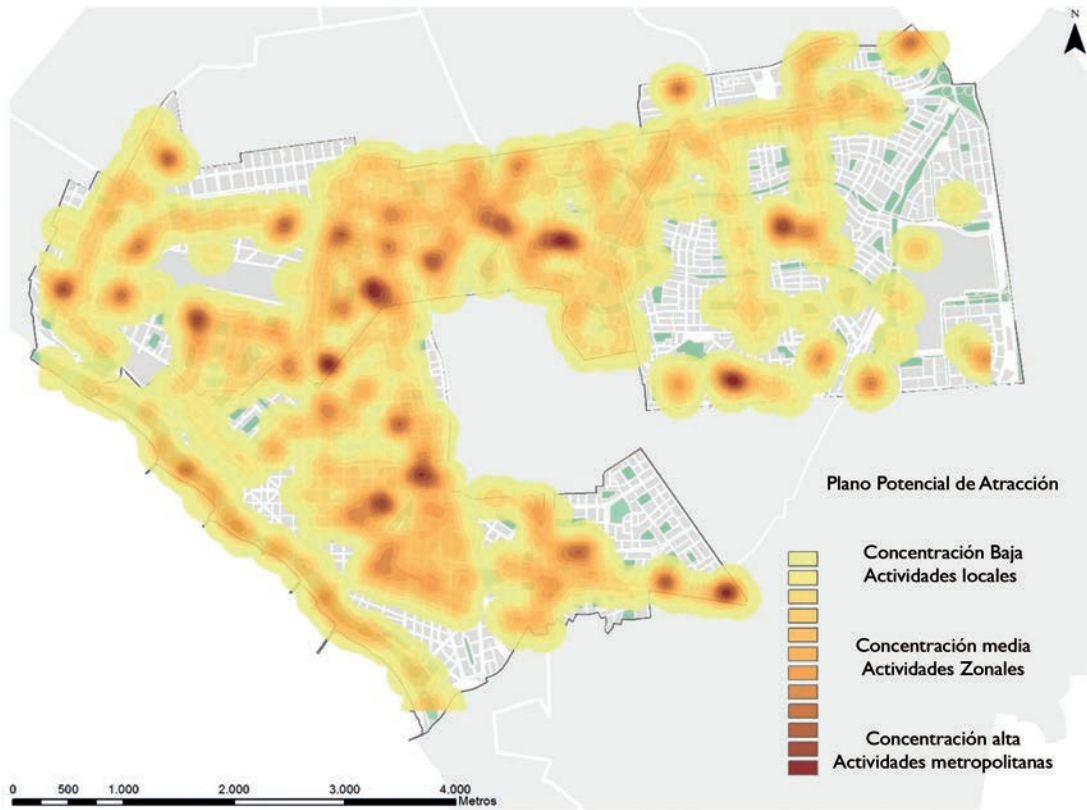 N
Plano Potencial de Atracción
Concentración Baja
Actividades locales
Concentración media
Actividades Zonales
Concentración alta
Actividades metropolitanas
0 500 1.000 2.000 3.000 4.000
Metros